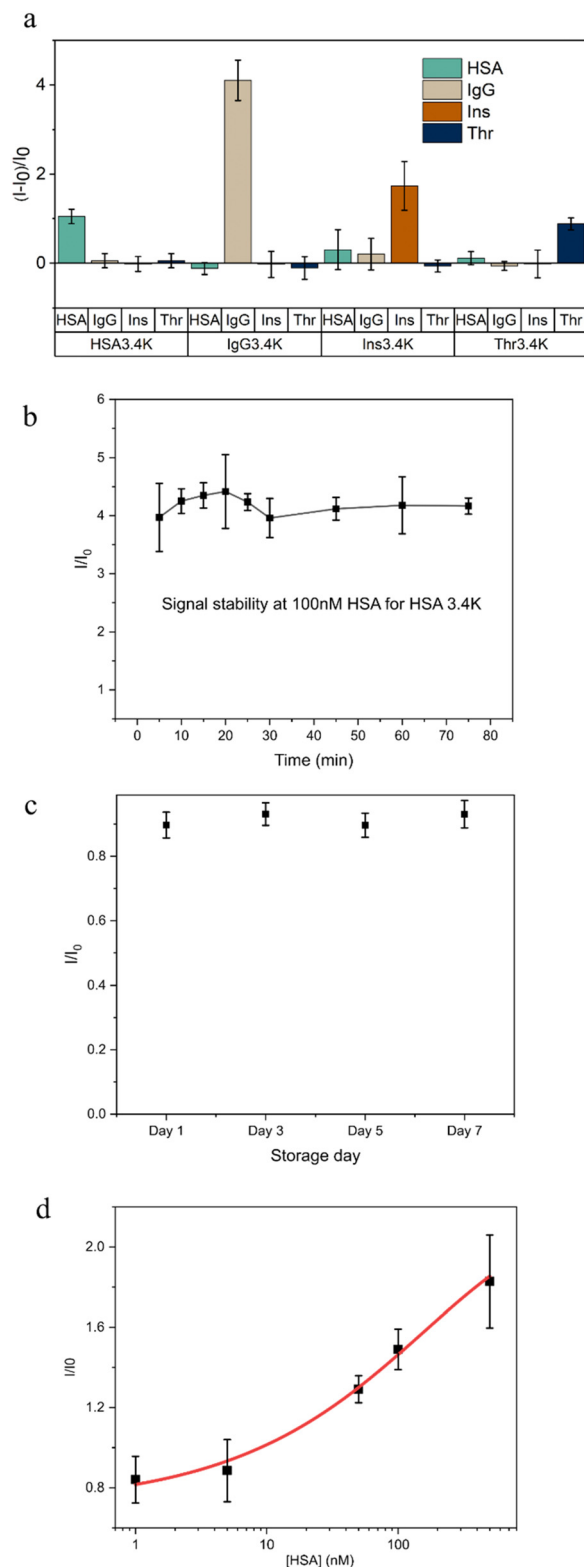 a
(I-I₀)/I₀
4
2
0
HSA
IgG
Ins
Thr
HSA IgG Ins Thr HSA IgG Ins Thr HSA IgG Ins Thr HSA IgG Ins Thr
HSA3.4K IgG3.4K Ins3.4K Thr3.4K
b
I/I₀
6
5
4
3
2
1
Signal stability at 100nM HSA for HSA 3.4K
0 10 20 30 40 50 60 70 80
Time (min)
c
I/I₀
0.8
0.6
0.4
0.2
0.0
Day 1 Day 3 Day 5 Day 7
Storage day
d
I/I0
2.0
1.6
1.2
0.8
1 10 100
[HSA] (nM)